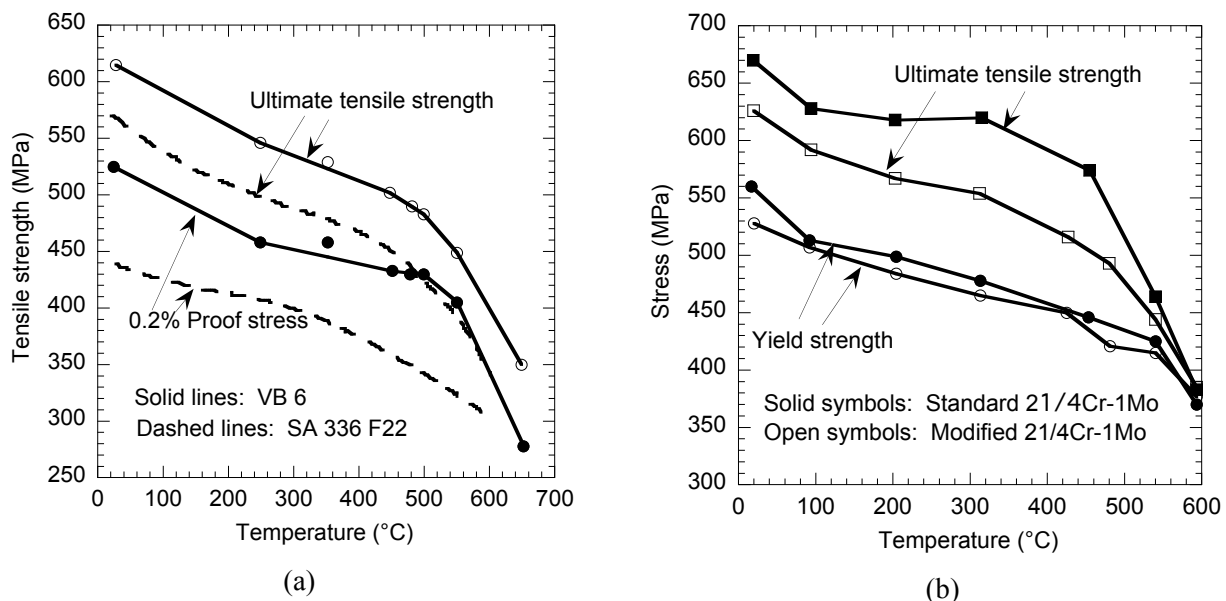 650
600
550
500
450
400
350
300
250
Tensile strength (MPa)
Ultimate tensile strength
0.2% Proof stress
Solid lines: VB 6
Dashed lines: SA 336 F22
0 100 200 300 400 500 600 700
Temperature (°C)
(a)
700
650
600
550
500
450
400
350
300
Stress (MPa)
Ultimate tensile strength
Yield strength
Solid symbols: Standard 21/4Cr-1Mo
Open symbols: Modified 21/4Cr-1Mo
0 100 200 300 400 500 600
Temperature (°C)
(b)